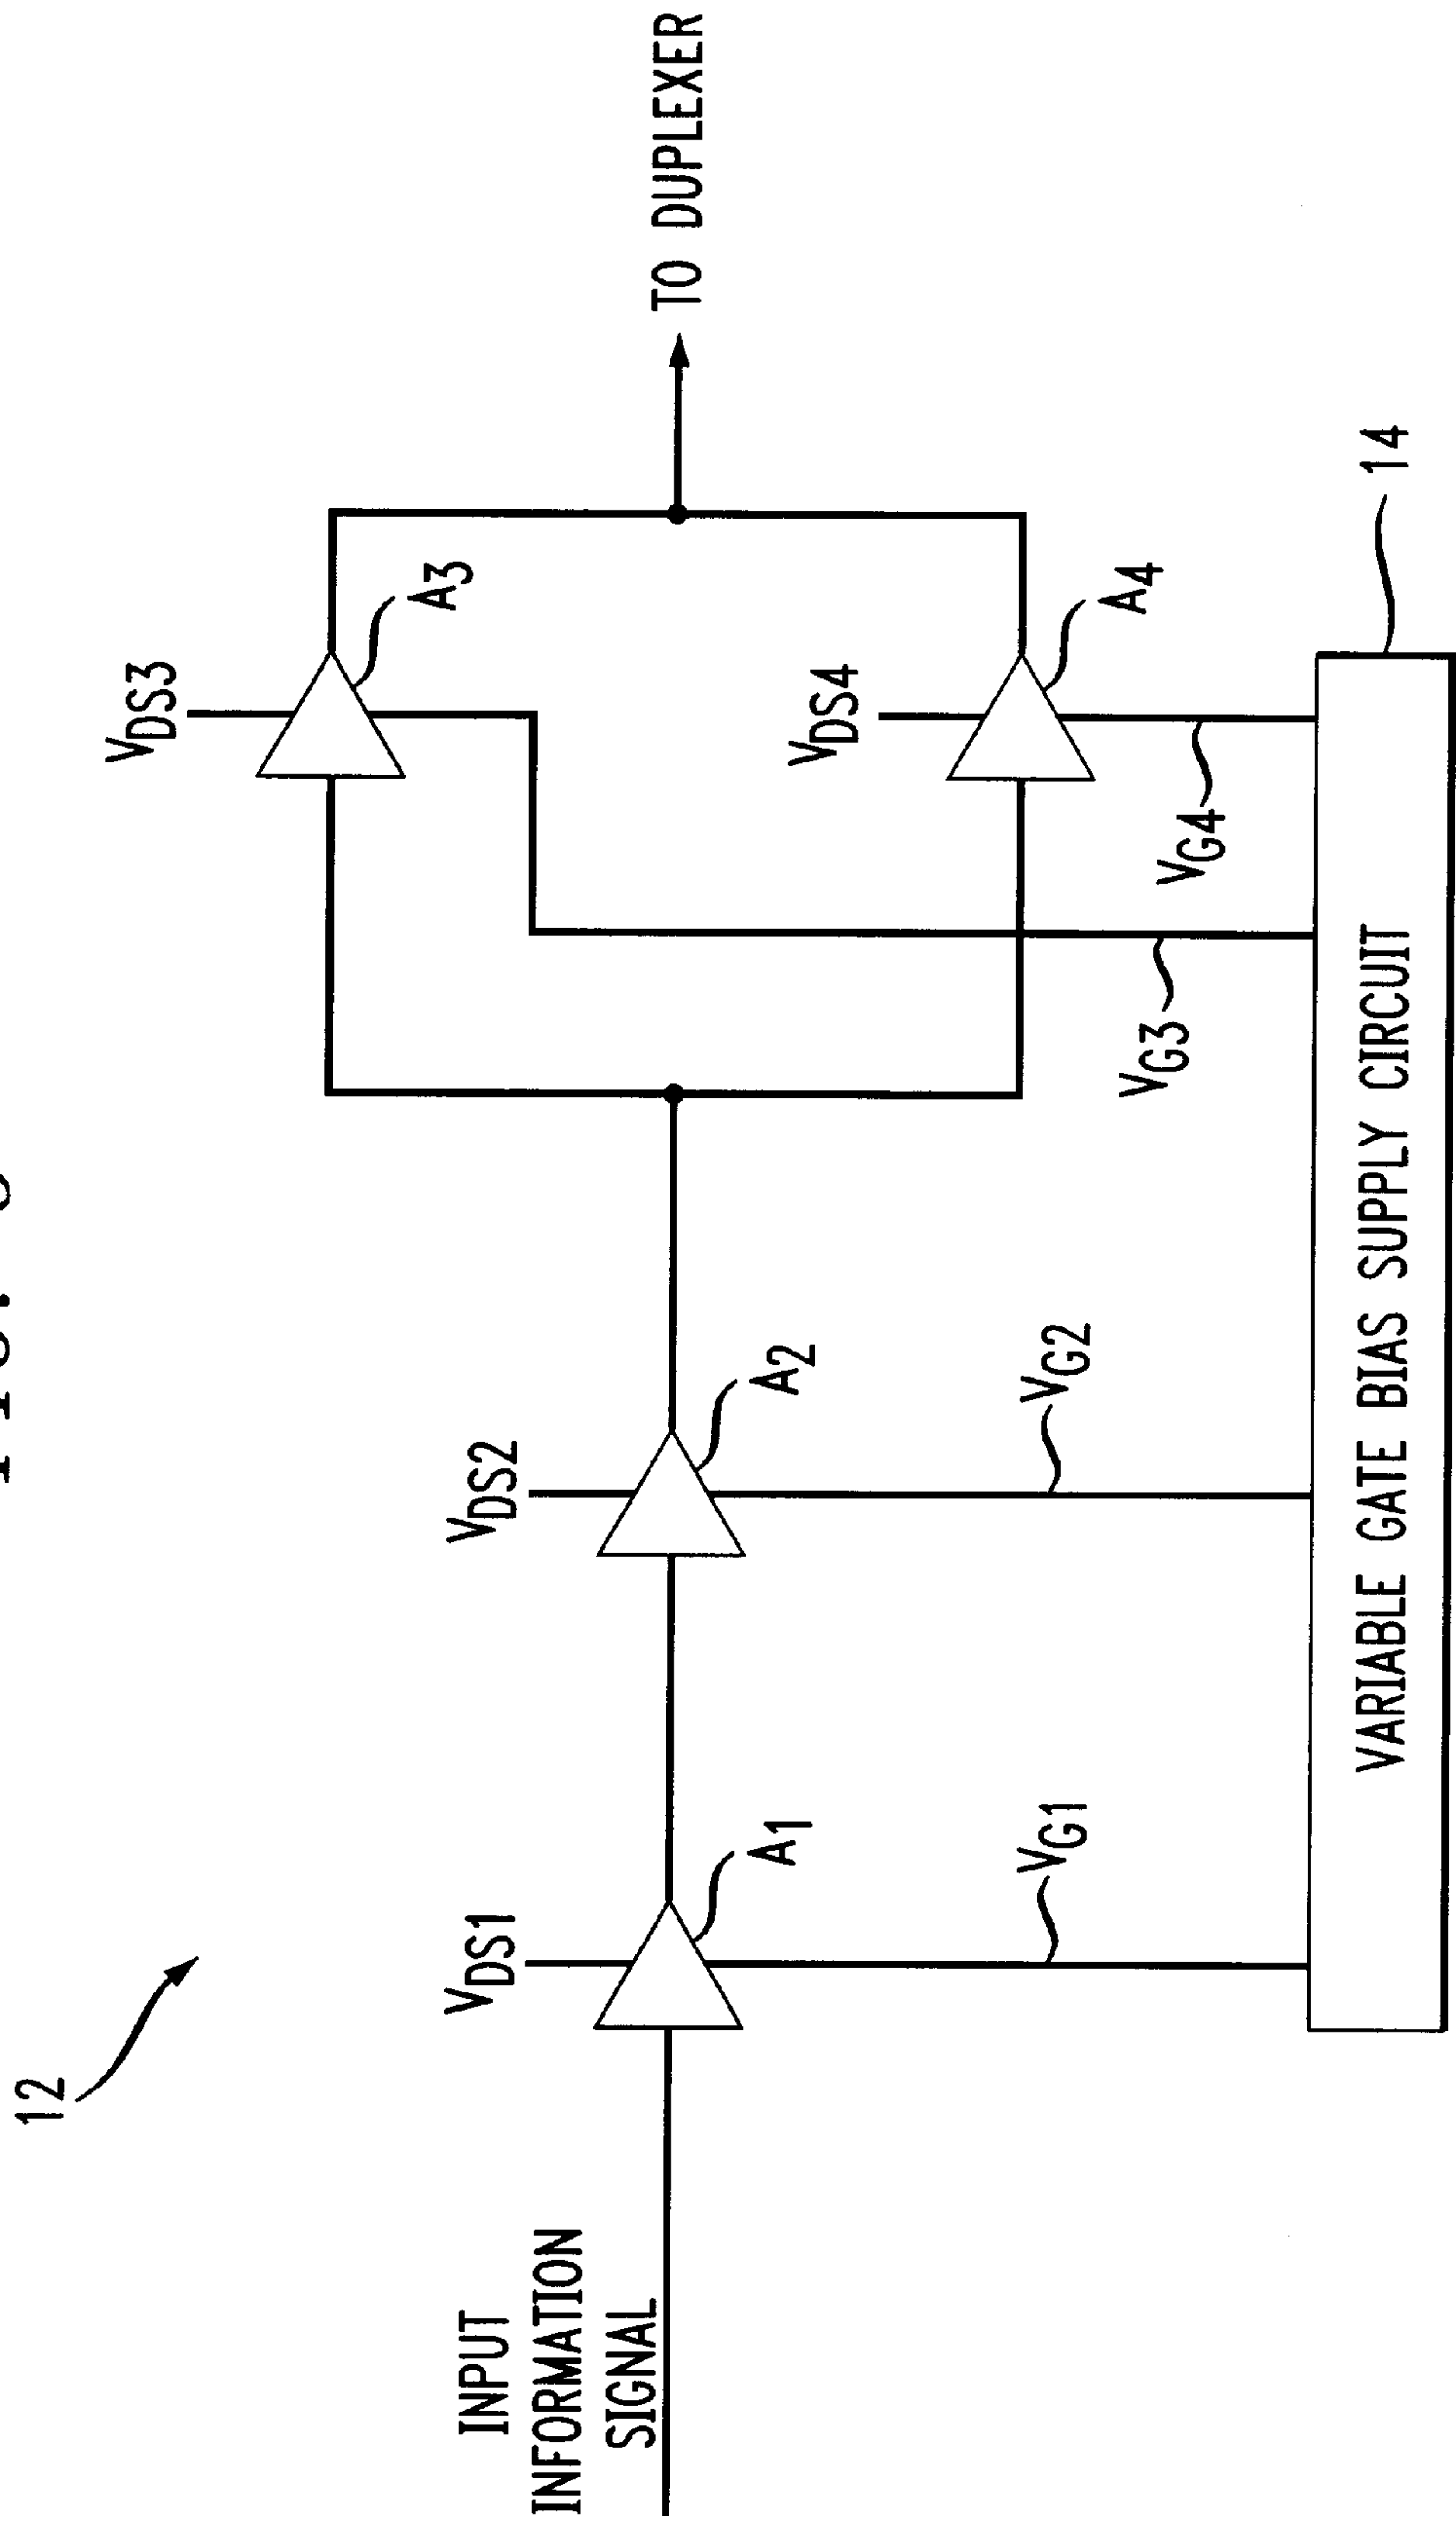 12
INPUT
INFORMATION
SIGNAL
VDS1
A1
VG1
VDS2
A2
VG2
VDS3
A3
VG3
VDS4
A4
VG4
TO DUPLEXER
VARIABLE GATE BIAS SUPPLY CIRCUIT
14